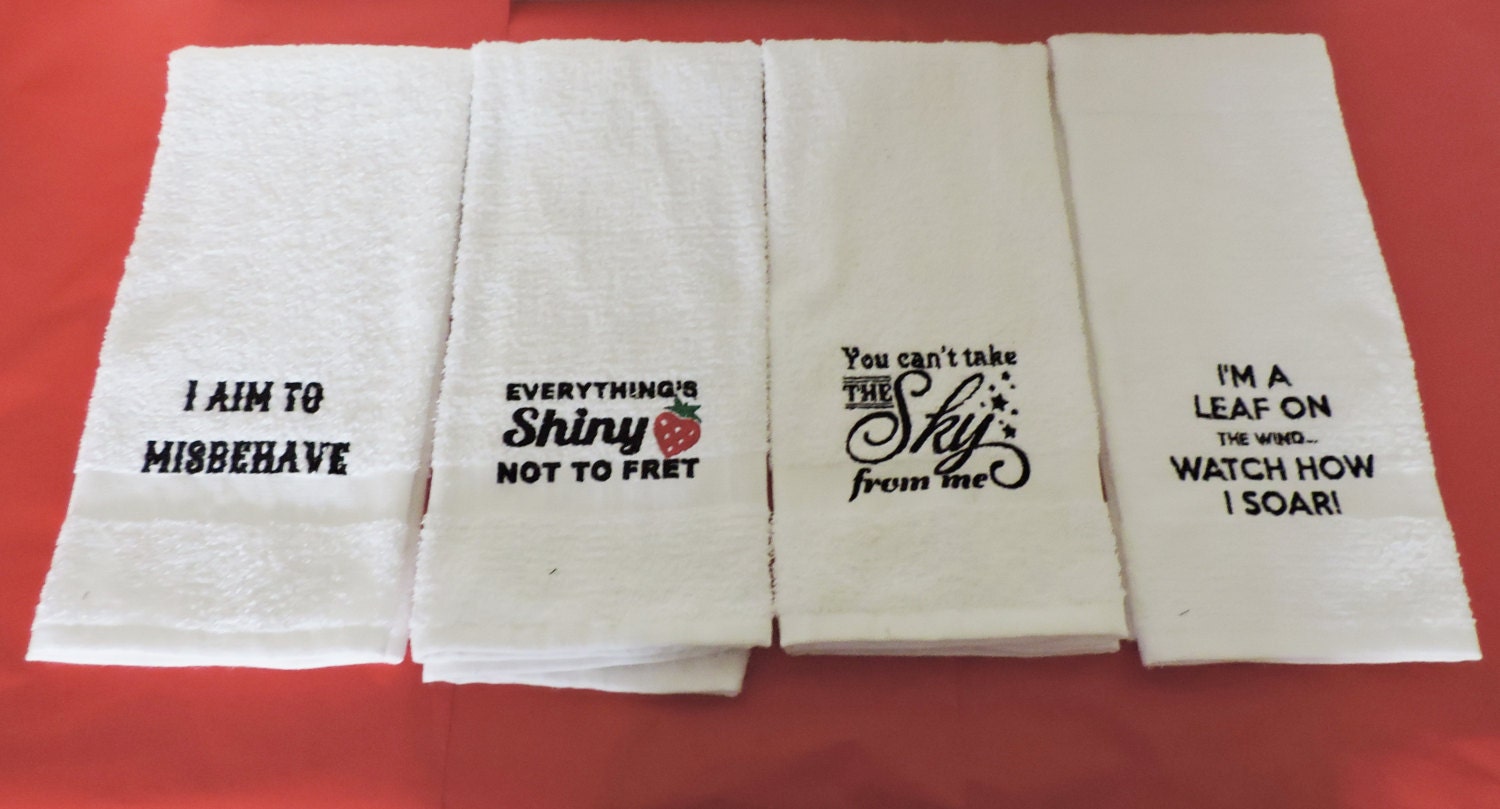 I AIM TO
MISBEHAVE
EVERYTHING'S
Shiny
NOT TO FRET
You can't take
THE Sky
from me
I'M A
LEAF ON
THE WIND...
WATCH HOW
I SOAR!